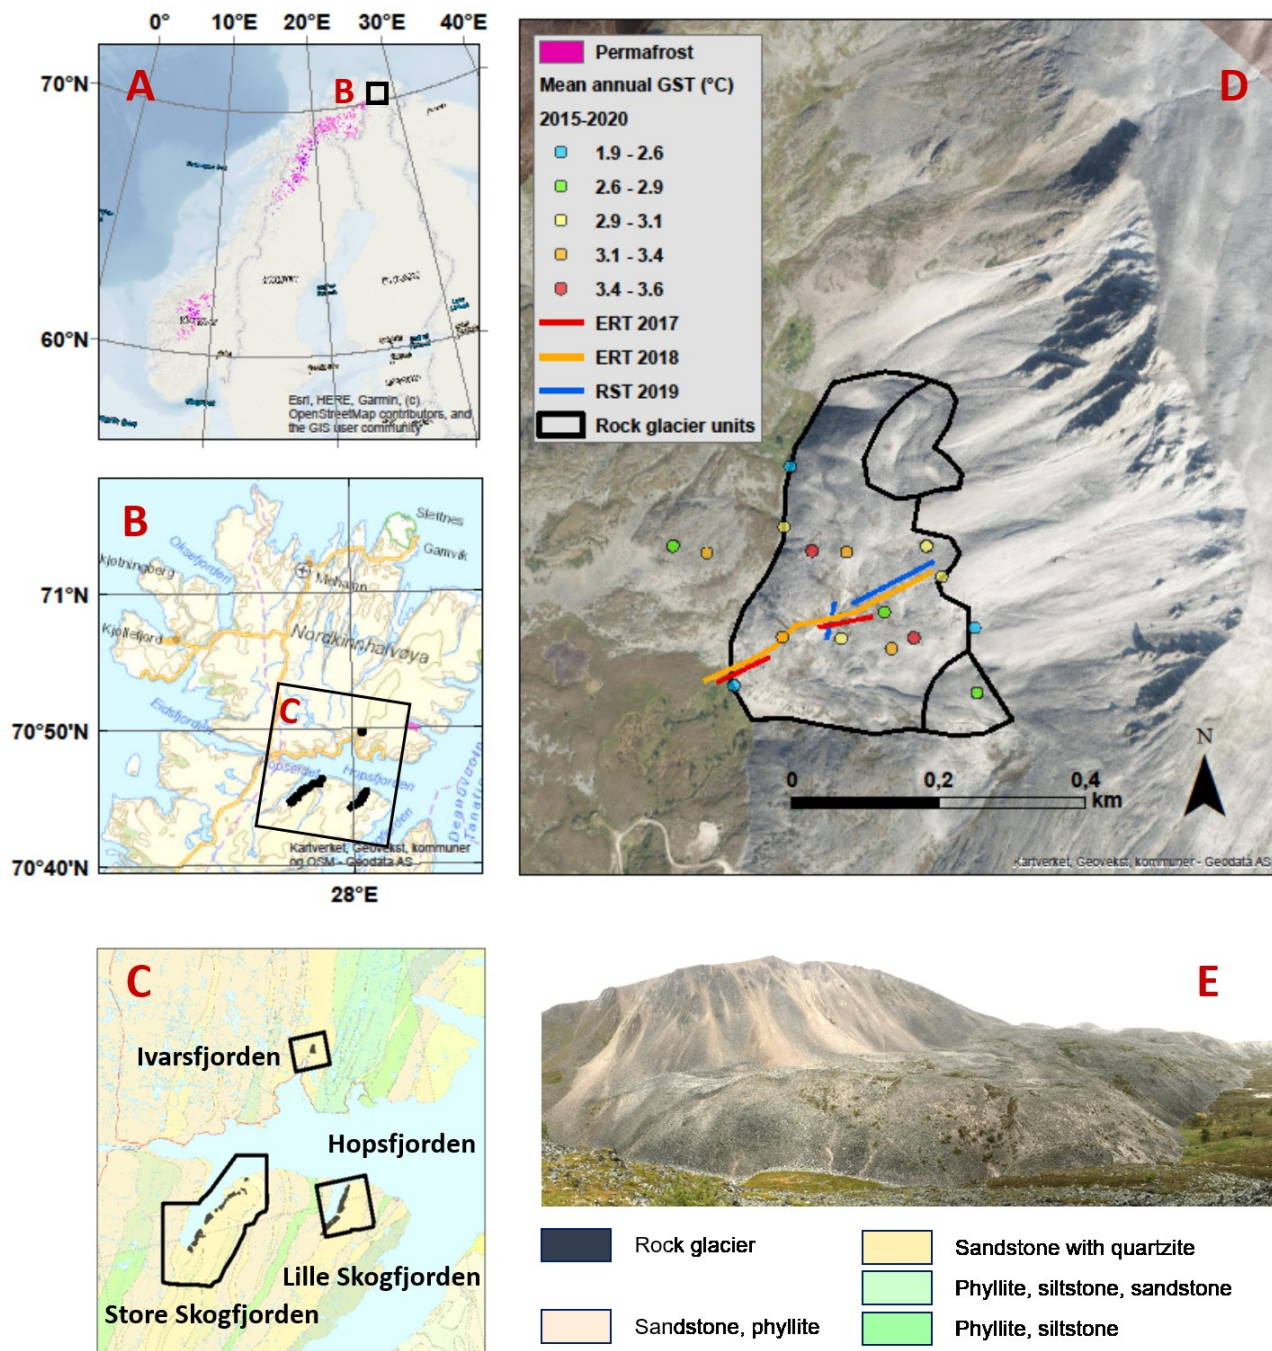 0°
10°E
20°E
30°E
40°E
70°N
60°N
A
B
Esri, HERE, Garmin, (c)
OpenStreetMap contributors, and
the GIS user community
B
Slettnes
Gamvik
Oksefjorden
kjøtningberg
Mehamn
71°N
Kjøllefjord
Nordkinnhalvøya
C
Eidsfjorden
70°50'N
Hopseidet
Hopsfjorden
Kartverket, Geovekst, kommuner
og OSM - Geodata AS
70°40'N
28°E
D
Permafrost
Mean annual GST (°C)
2015-2020
1.9 - 2.6
2.6 - 2.9
2.9 - 3.1
3.1 - 3.4
3.4 - 3.6
ERT 2017
ERT 2018
RST 2019
Rock glacier units
N
0
0,2
0,4
km
Kartverket, Geovekst, kommuner - Geodata AS
C
Ivarsfjorden
Hopsfjorden
Lille Skogfjorden
Store Skogfjorden
E
Rock glacier
Sandstone, phyllite
Sandstone with quartzite
Phyllite, siltstone, sandstone
Phyllite, siltstone